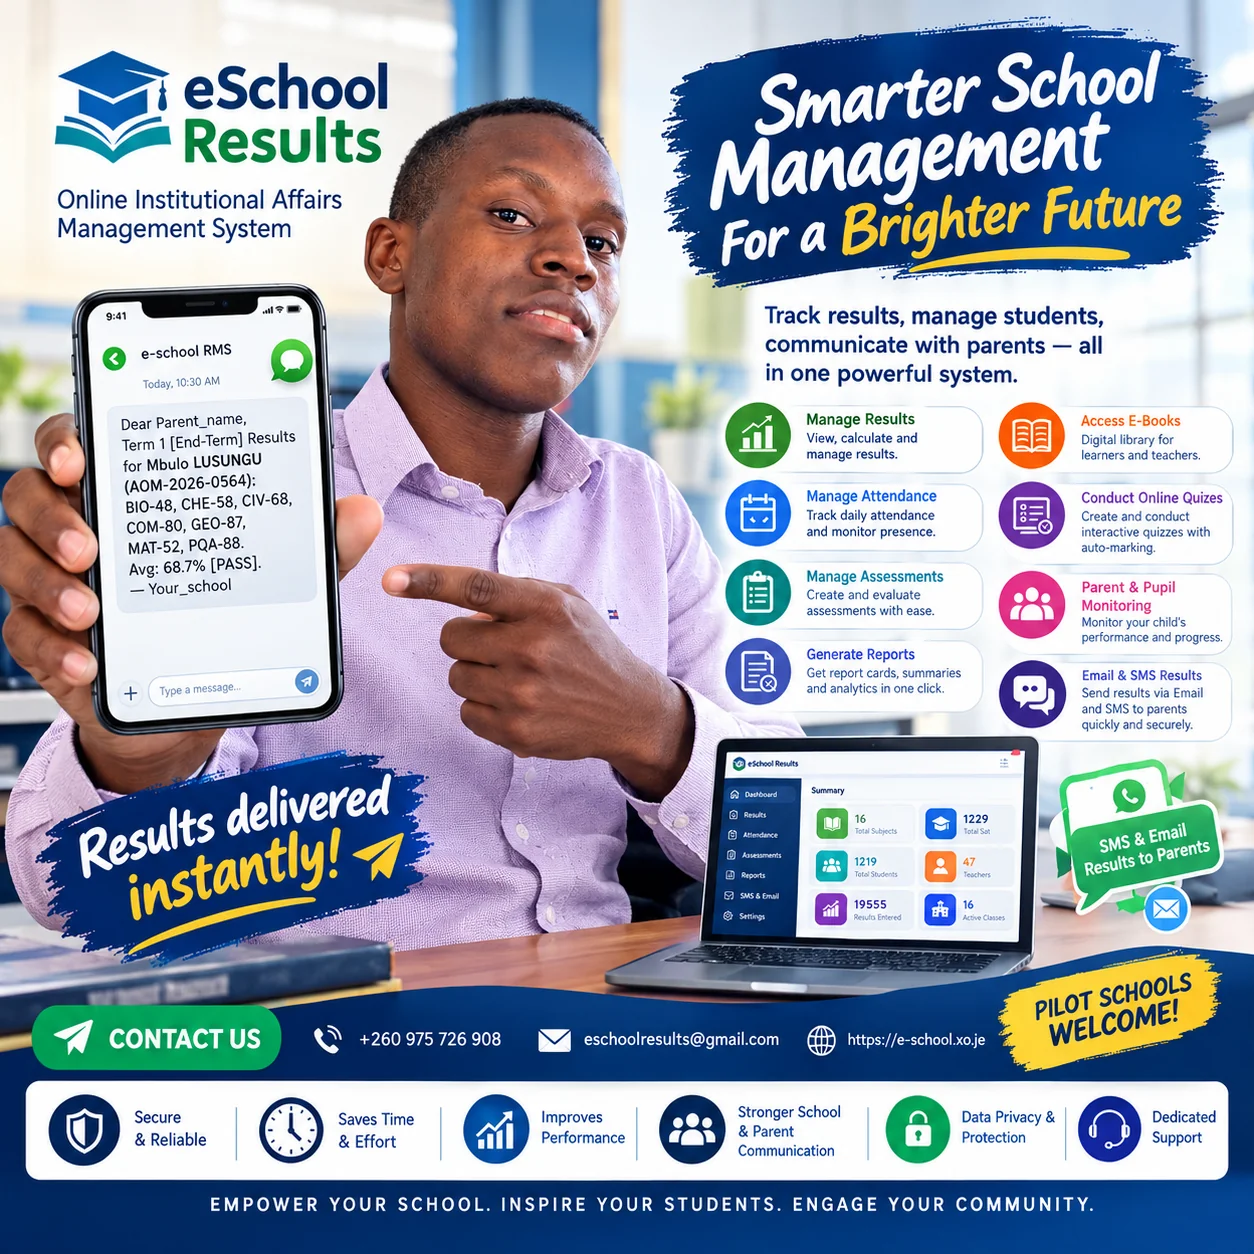 eSchool
Results
Online Institutional Affairs
Management System
Smarter School
Management
For a Brighter Future
Track results, manage students,
communicate with parents — all
in one powerful system.
9:41
e-school RMS
Today, 10:30 AM
Dear Parent_name,
Term 1 [End-Term] Results
for Mbulo LUSUNGU
(AOM-2026-0564):
BIO-48, CHE-58, CIV-68,
COM-80, GEO-87,
MAT-52, PQA-88.
Avg: 68.7% [PASS].
— Your_school
Type a message...
Manage Results
View, calculate and
manage results.
Manage Attendance
Track daily attendance
and monitor presence.
Manage Assessments
Create and evaluate
assessments with ease.
Generate Reports
Get report cards, summaries
and analytics in one click.
Access E-Books
Digital library for
learners and teachers.
Conduct Online Quizes
Create and conduct
interactive quizzes with
auto-marking.
Parent & Pupil
Monitoring
Monitor your child's
performance and progress.
Email & SMS Results
Send results via Email
and SMS to parents
quickly and securely.
Results delivered
instantly!
eSchool Results
Dashboard
Results
Attendance
Assessments
Reports
SMS & Email
Settings
Summary
16
Total Subjects
1229
Total Sat
1219
Total Students
47
Teachers
19555
Results Entered
16
Active Classes
SMS & Email
Results to Parents
PILOT SCHOOLS
WELCOME!
CONTACT US
+260 975 726 908
eschoolresults@gmail.com
https://e-school.xo.je
Secure
& Reliable
Saves Time
& Effort
Improves
Performance
Stronger School
& Parent
Communication
Data Privacy &
Protection
Dedicated
Support
EMPOWER YOUR SCHOOL. INSPIRE YOUR STUDENTS. ENGAGE YOUR COMMUNITY.